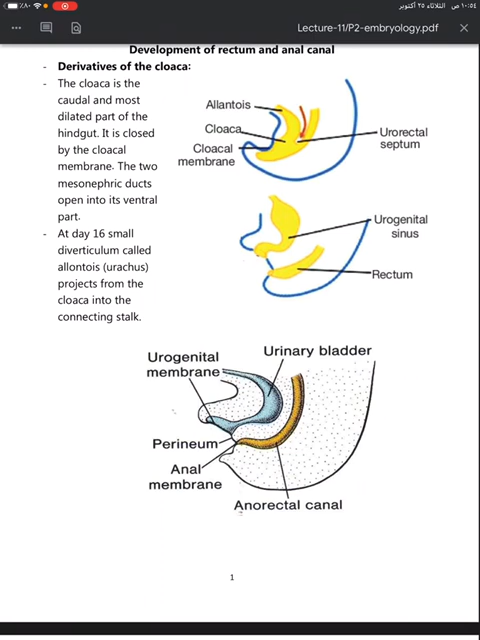 ١٠:٥٤ ص الثلاثاء ٢٥ أكتوبر
٪٨٠
Lecture-11/P2-embryology.pdf
Development of rectum and anal canal
- Derivatives of the cloaca:
- The cloaca is the
caudal and most
dilated part of the
hindgut. It is closed
by the cloacal
membrane. The two
mesonephric ducts
open into its ventral
part.
- At day 16 small
diverticulum called
allontois (urachus)
projects from the
cloaca into the
connecting stalk.
Allantois
Cloaca
Cloacal
membrane
Urorectal
septum
Urogenital
sinus
Rectum
Urogenital
membrane
Urinary bladder
Perineum
Anal
membrane
Anorectal canal
1